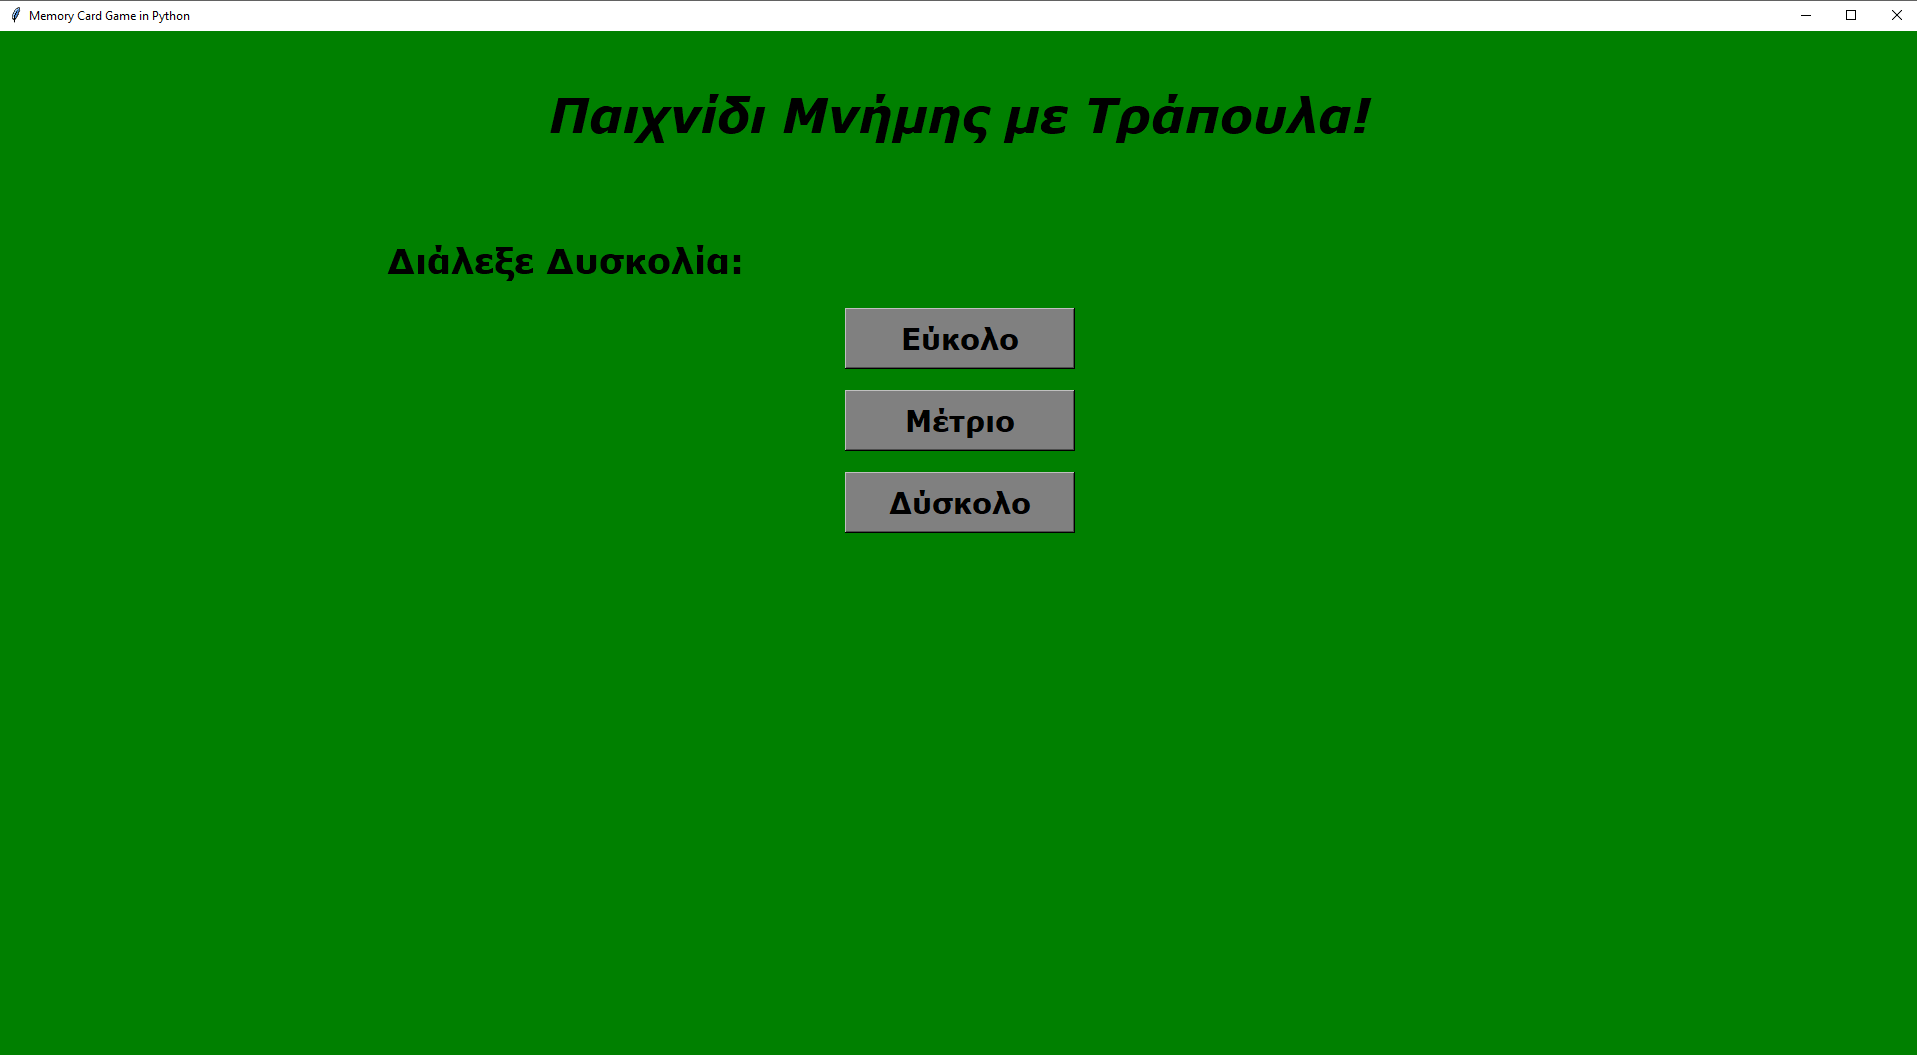 Memory Card Game in Python
Παιχνίδι Μνήμης με Τράπουλα!
Διάλεξε Δυσκολία:
Εύκολο
Μέτριο
Δύσκολο